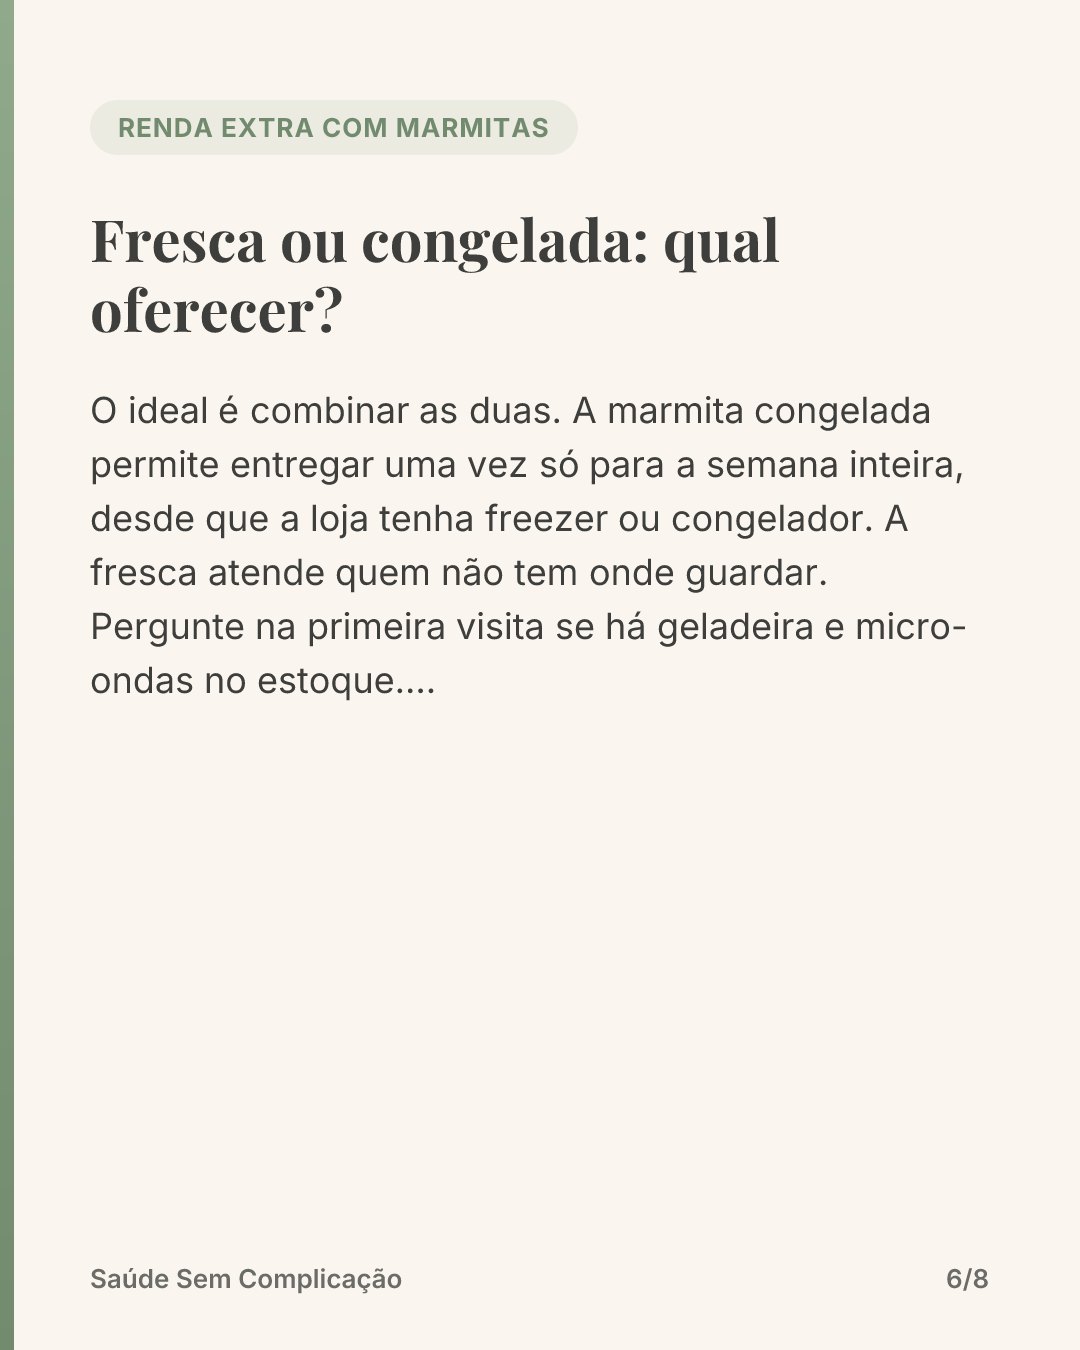 RENDA EXTRA COM MARMITAS
Fresca ou congelada: qual
oferecer?
O ideal é combinar as duas. A marmita congelada
permite entregar uma vez só para a semana inteira,
desde que a loja tenha freezer ou congelador. A
fresca atende quem não tem onde guardar.
Pergunte na primeira visita se há geladeira e micro-
ondas no estoque....
Saúde Sem Complicação
6/8